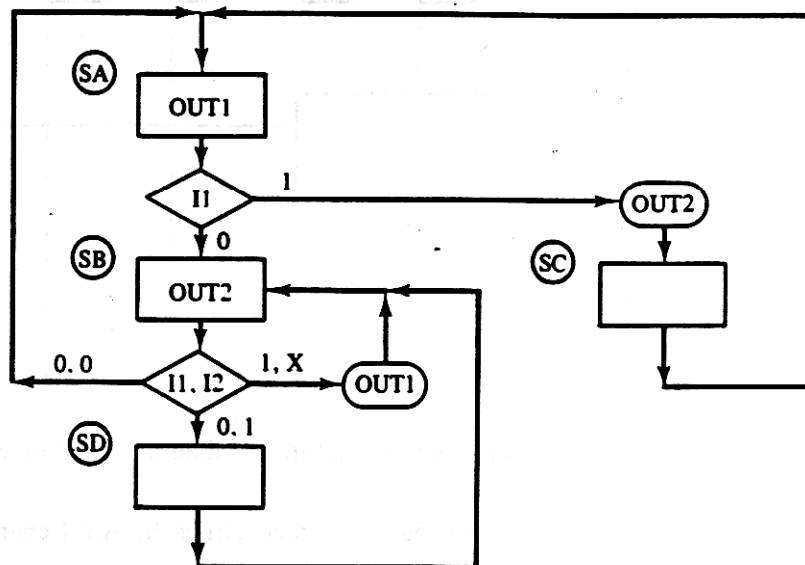 SA
OUT1
I1
1
OUT2
0
SB
SC
OUT2
0, 0
I1, I2
1, X
OUT1
0, 1
SD